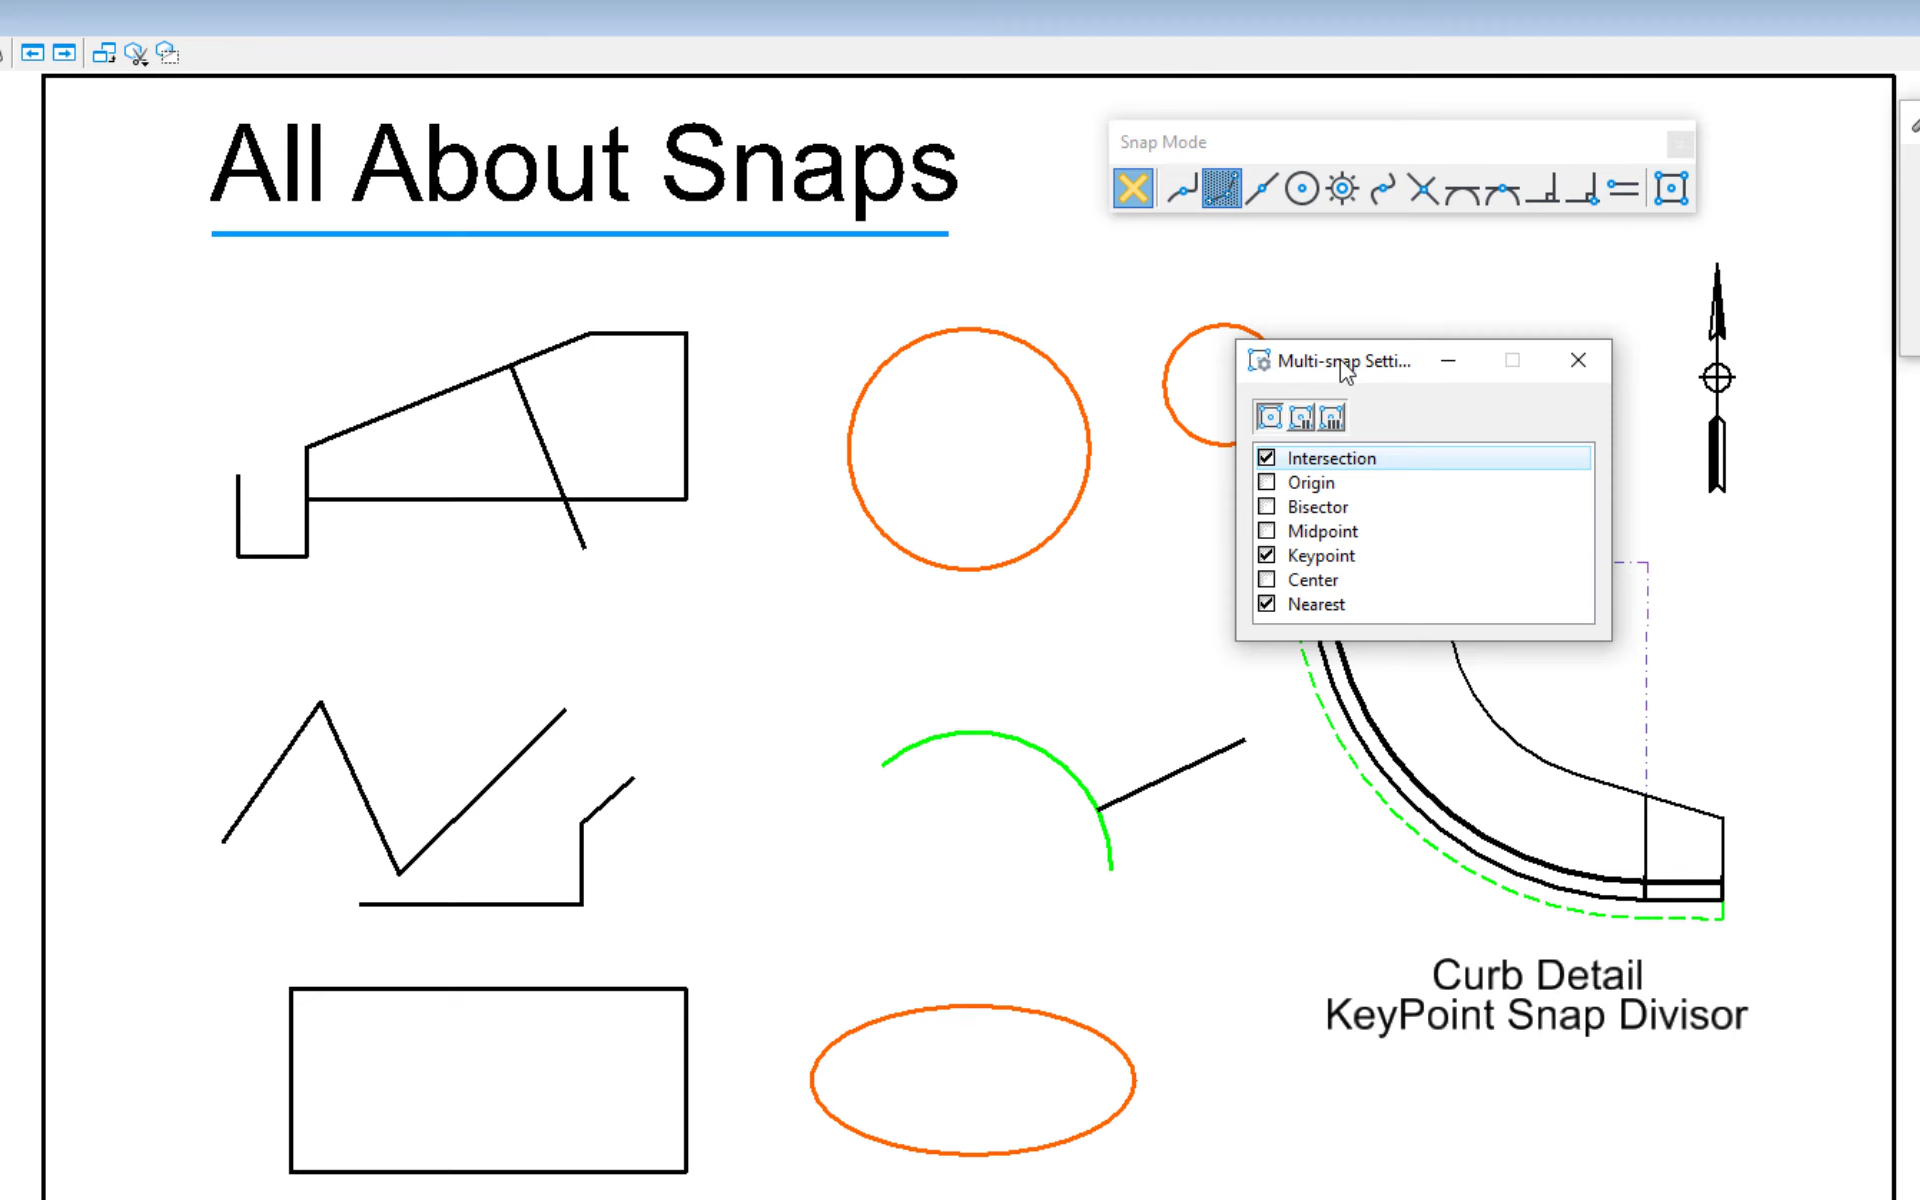 All About Snaps
Snap Mode
Multi-snap Setti...
Intersection
Origin
Bisector
Midpoint
Keypoint
Center
Nearest
Curb Detail
KeyPoint Snap Divisor